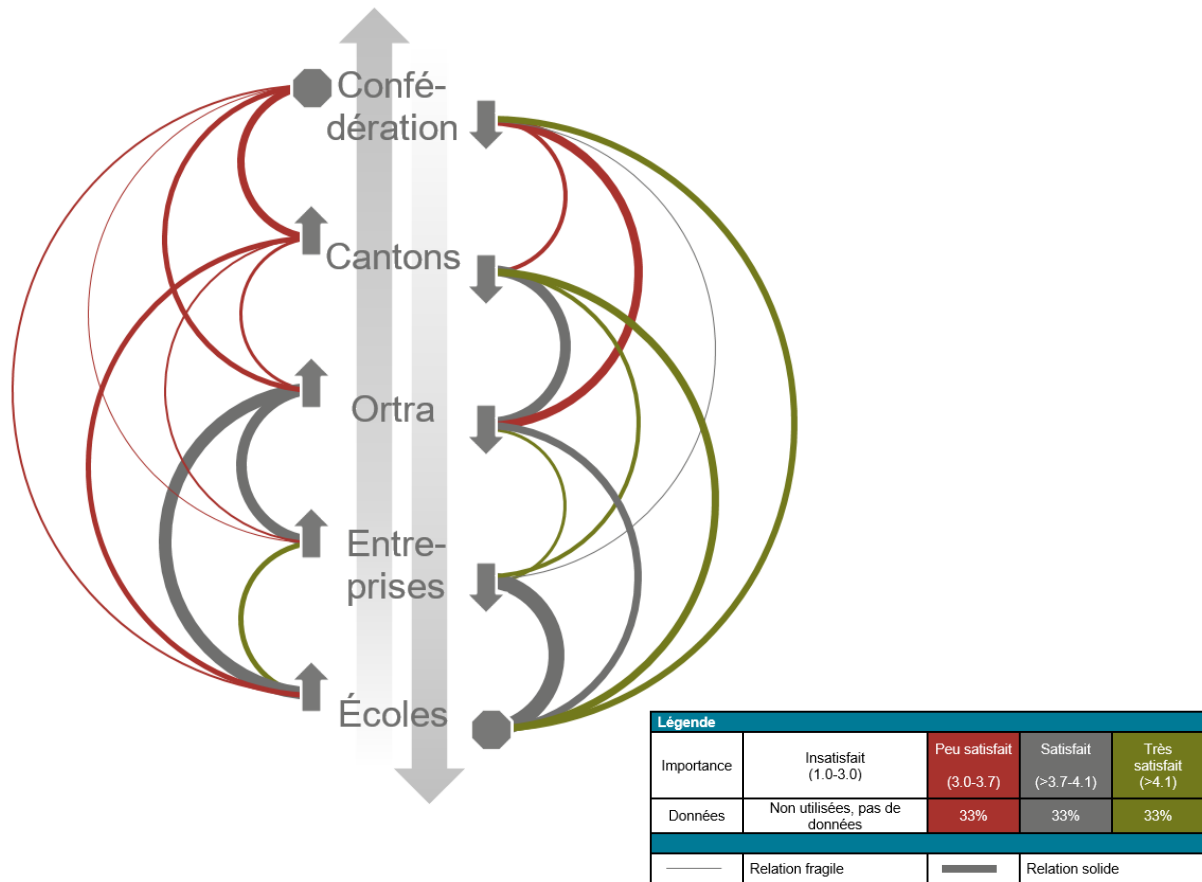 Confé-
dération
Cantons
Ortra
Entre-
prises
Écoles
Légende
Importance
Insatisfait
(1.0-3.0)
Peu satisfait
(3.0-3.7)
Satisfait
(>3.7-4.1)
Très
satisfait
(>4.1)
Données
Non utilisées, pas de
données
33%
33%
33%
Relation fragile
Relation solide